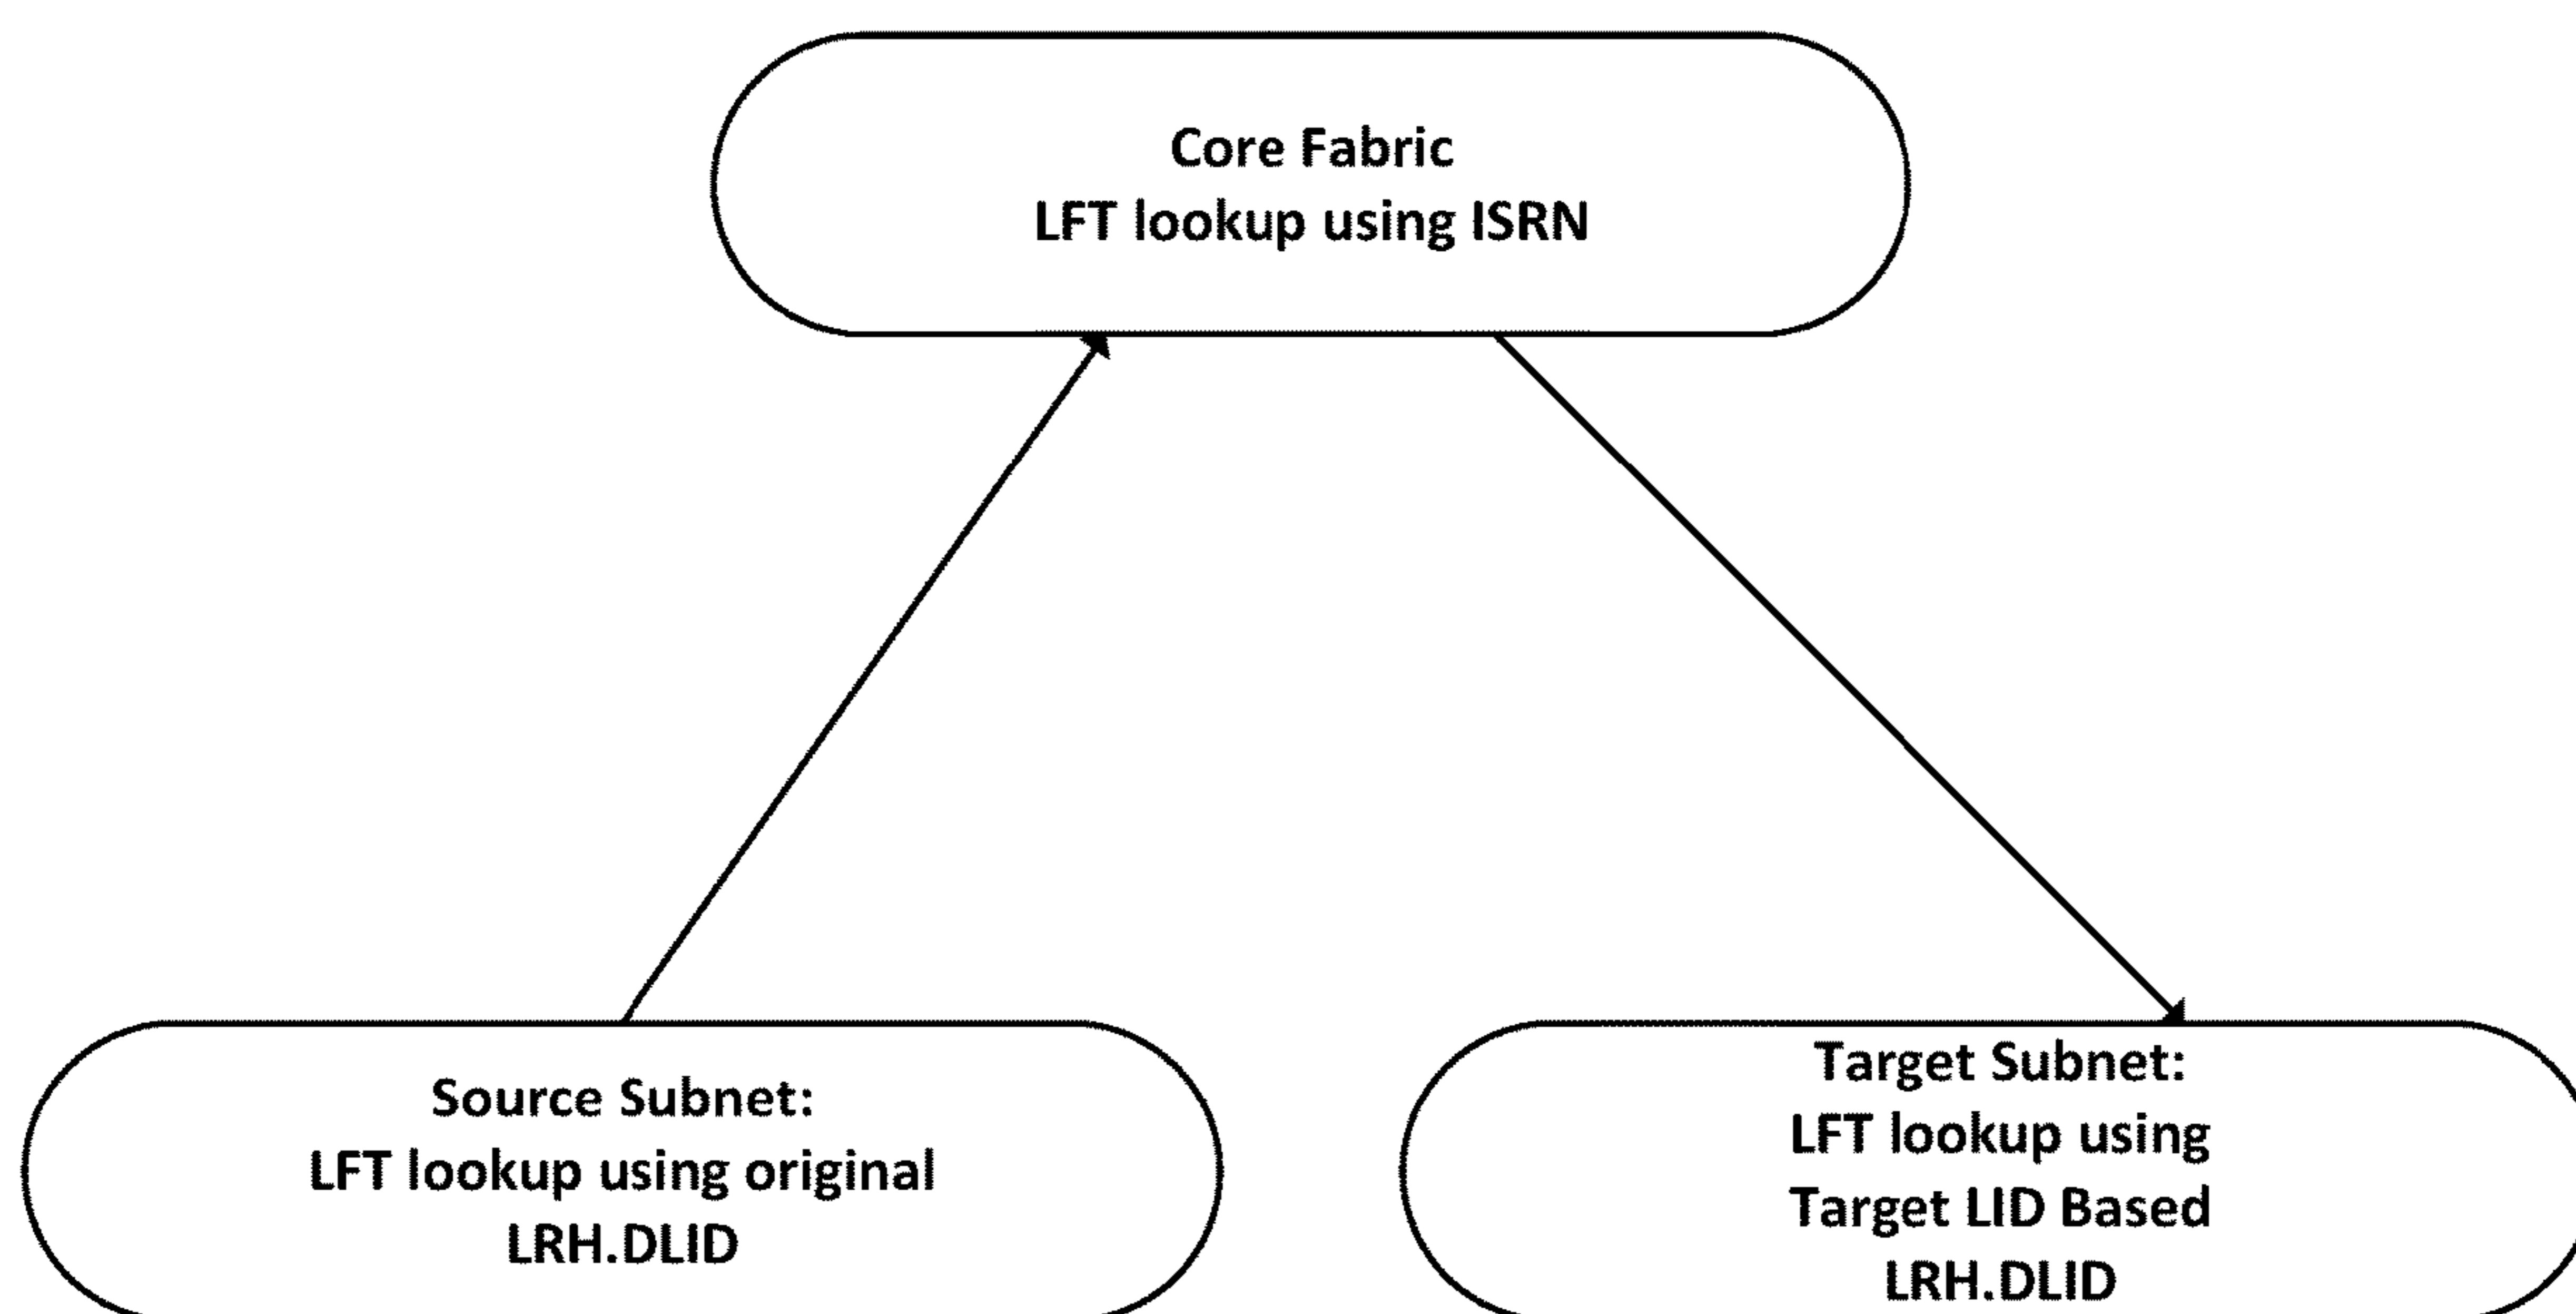 Core Fabric
LFT lookup using ISRN
Source Subnet:
LFT lookup using original
LRH.DLID
Target Subnet:
LFT lookup using
Target LID Based
LRH.DLID